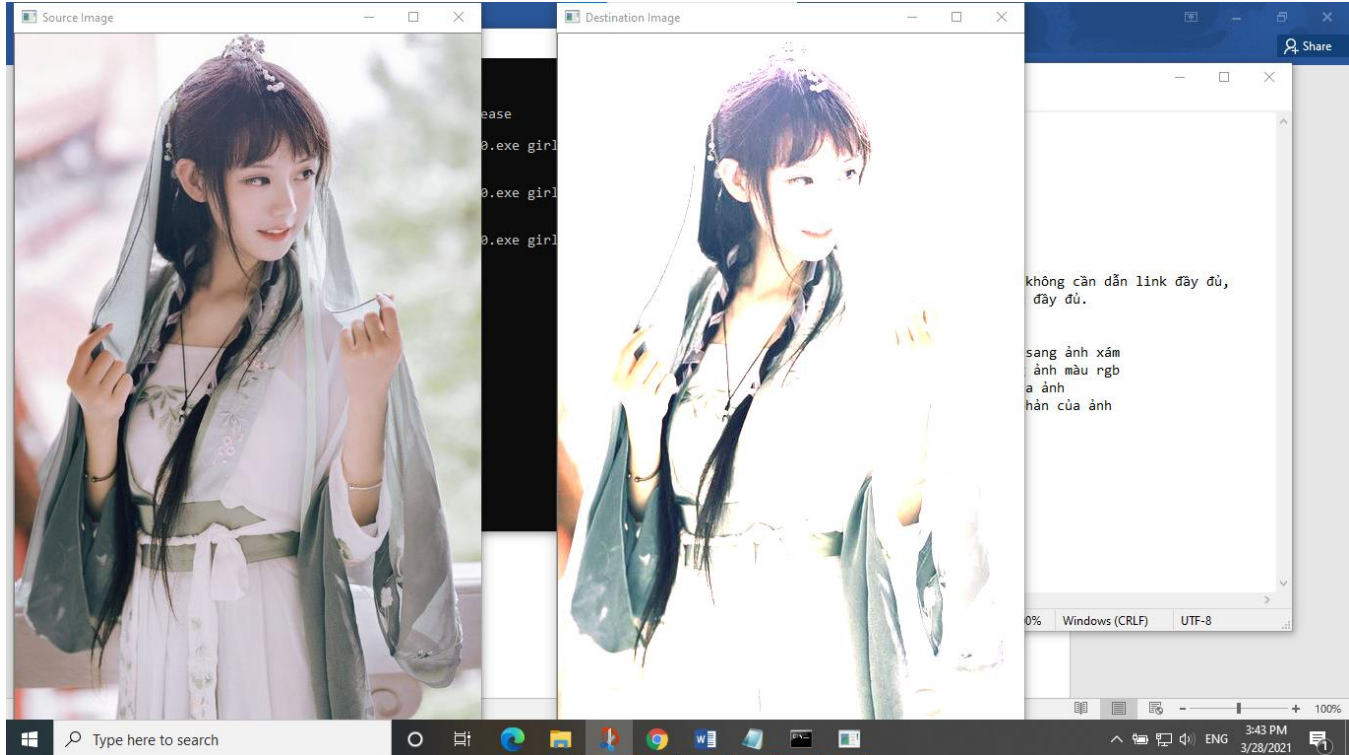 Source Image
Destination Image
Share
ease
0.exe girl
0.exe girl
0.exe girl
không cần dẫn link đầy đủ,
đầy đủ.
sang ảnh xám
ảnh màu rgb
a ảnh
hản của ảnh
0%
Windows (CRLF)
UTF-8
100%
Type here to search
ENG
3:43 PM
3/28/2021
1